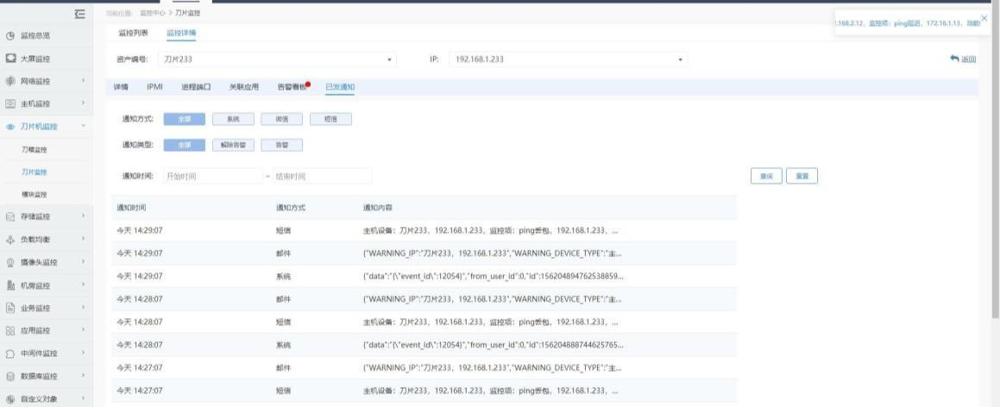 当前位置: 监控中心 > 刀片监控
.168.2.12, 监控项: ping延迟, 172.16.1.13, 当前
监控总览
大屏监控
网络监控
主机监控
刀片机监控
刀箱监控
刀片监控
模块监控
存储监控
负载均衡
摄像头监控
机房监控
业务监控
应用监控
中间件监控
数据库监控
自定义对象
监控列表 监控详情
资产编号: 刀片233 IP: 192.168.1.233 返回
详情 IPMI 进程端口 关联应用 告警看板 已发通知
通知方式: 全部 系统 微信 短信
通知类型: 全部 解除告警 告警
通知时间: 开始时间 ~ 结束时间 查询 重置
通知时间 通知方式 通知内容
今天 14:29:07 短信 主机设备: 刀片233, 192.168.1.233, 监控项: ping丢包, 192.168.1.233, ...
今天 14:29:07 邮件 {"WARNING_IP":"刀片233, 192.168.1.233","WARNING_DEVICE_TYPE":"主...
今天 14:29:07 系统 {"data":"{\"event_id\":12054}","from_user_id":0,"id":156204894762538859...
今天 14:28:07 邮件 {"WARNING_IP":"刀片233, 192.168.1.233","WARNING_DEVICE_TYPE":"主...
今天 14:28:07 短信 主机设备: 刀片233, 192.168.1.233, 监控项: ping丢包, 192.168.1.233, ...
今天 14:28:07 系统 {"data":"{\"event_id\":12054}","from_user_id":0,"id":156204888744625765...
今天 14:27:07 邮件 {"WARNING_IP":"刀片233, 192.168.1.233","WARNING_DEVICE_TYPE":"主...
今天 14:27:07 短信 主机设备: 刀片233, 192.168.1.233, 监控项: ping丢包, 192.168.1.233, ...